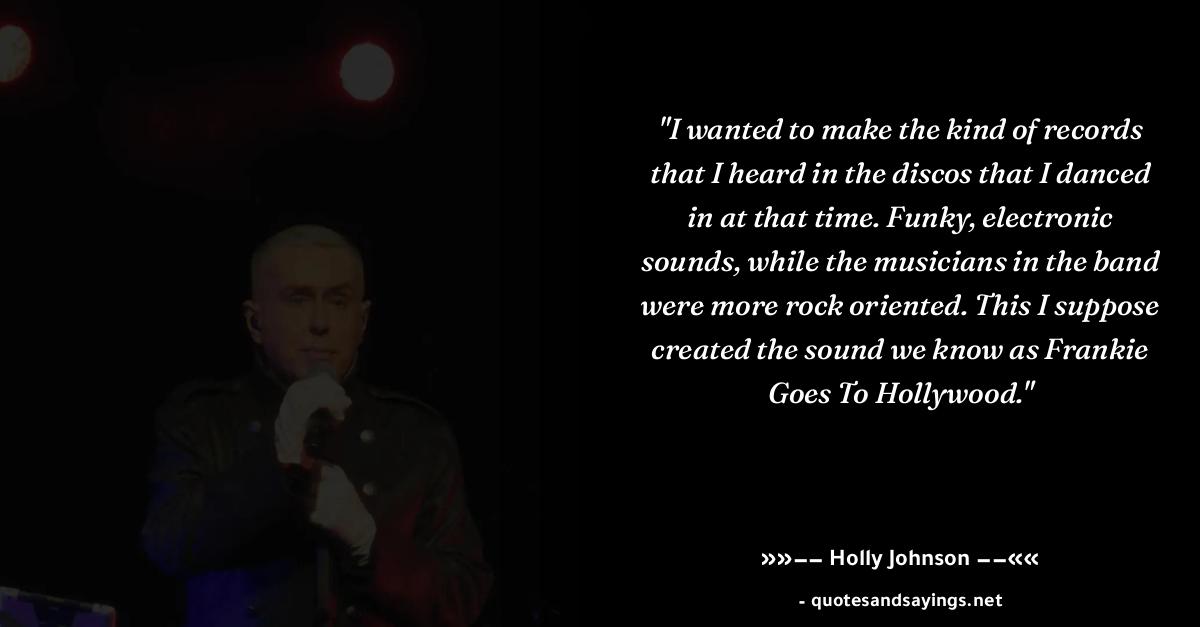 "I wanted to make the kind of records
that I heard in the discos that I danced
in at that time. Funky, electronic
sounds, while the musicians in the band
were more rock oriented. This I suppose
created the sound we know as Frankie
Goes To Hollywood."
»»—— Holly Johnson ——««
- quotesandsayings.net